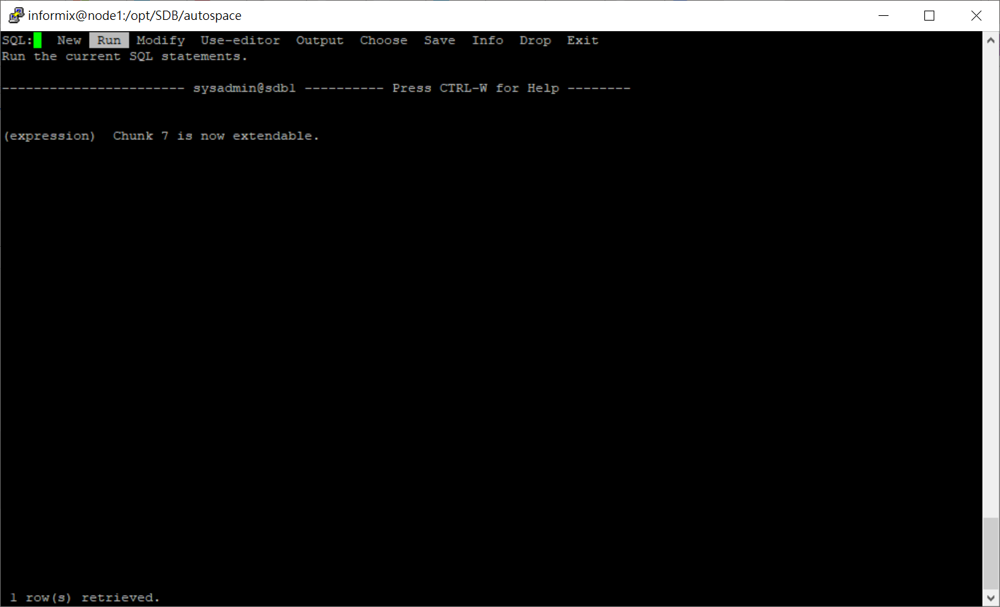 informix@node1:/opt/SDB/autospace
SQL:  New  Run  Modify  Use-editor  Output  Choose  Save  Info  Drop  Exit
Run the current SQL statements.
----------------------- sysadmin@sdb1 ---------- Press CTRL-W for Help --------
(expression)  Chunk 7 is now extendable.
1 row(s) retrieved.